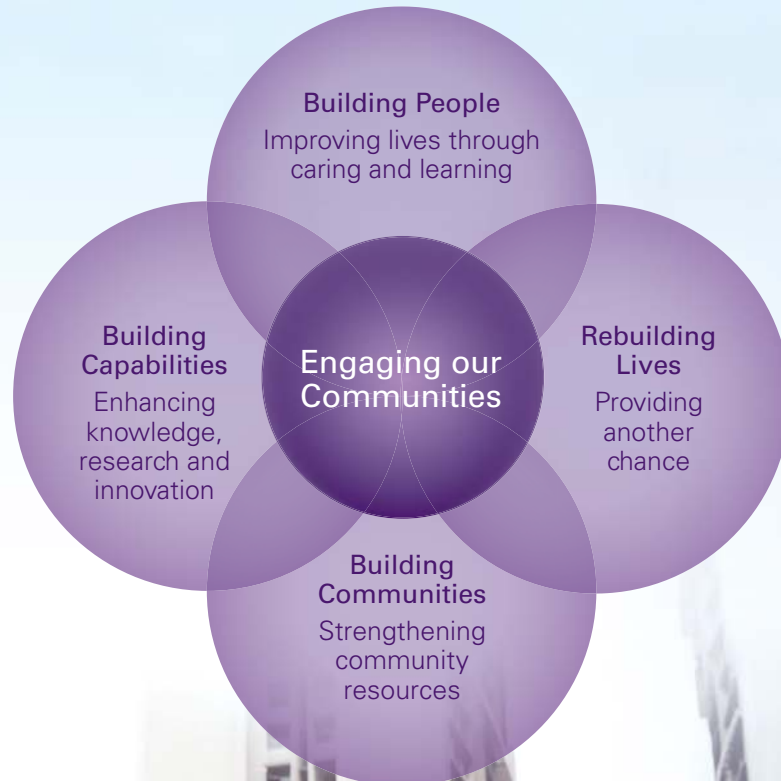 Building People
Improving lives through
caring and learning
Building
Capabilities
Enhancing
knowledge,
research and
innovation
Engaging our
Communities
Rebuilding
Lives
Providing
another
chance
Building
Communities
Strengthening
community
resources